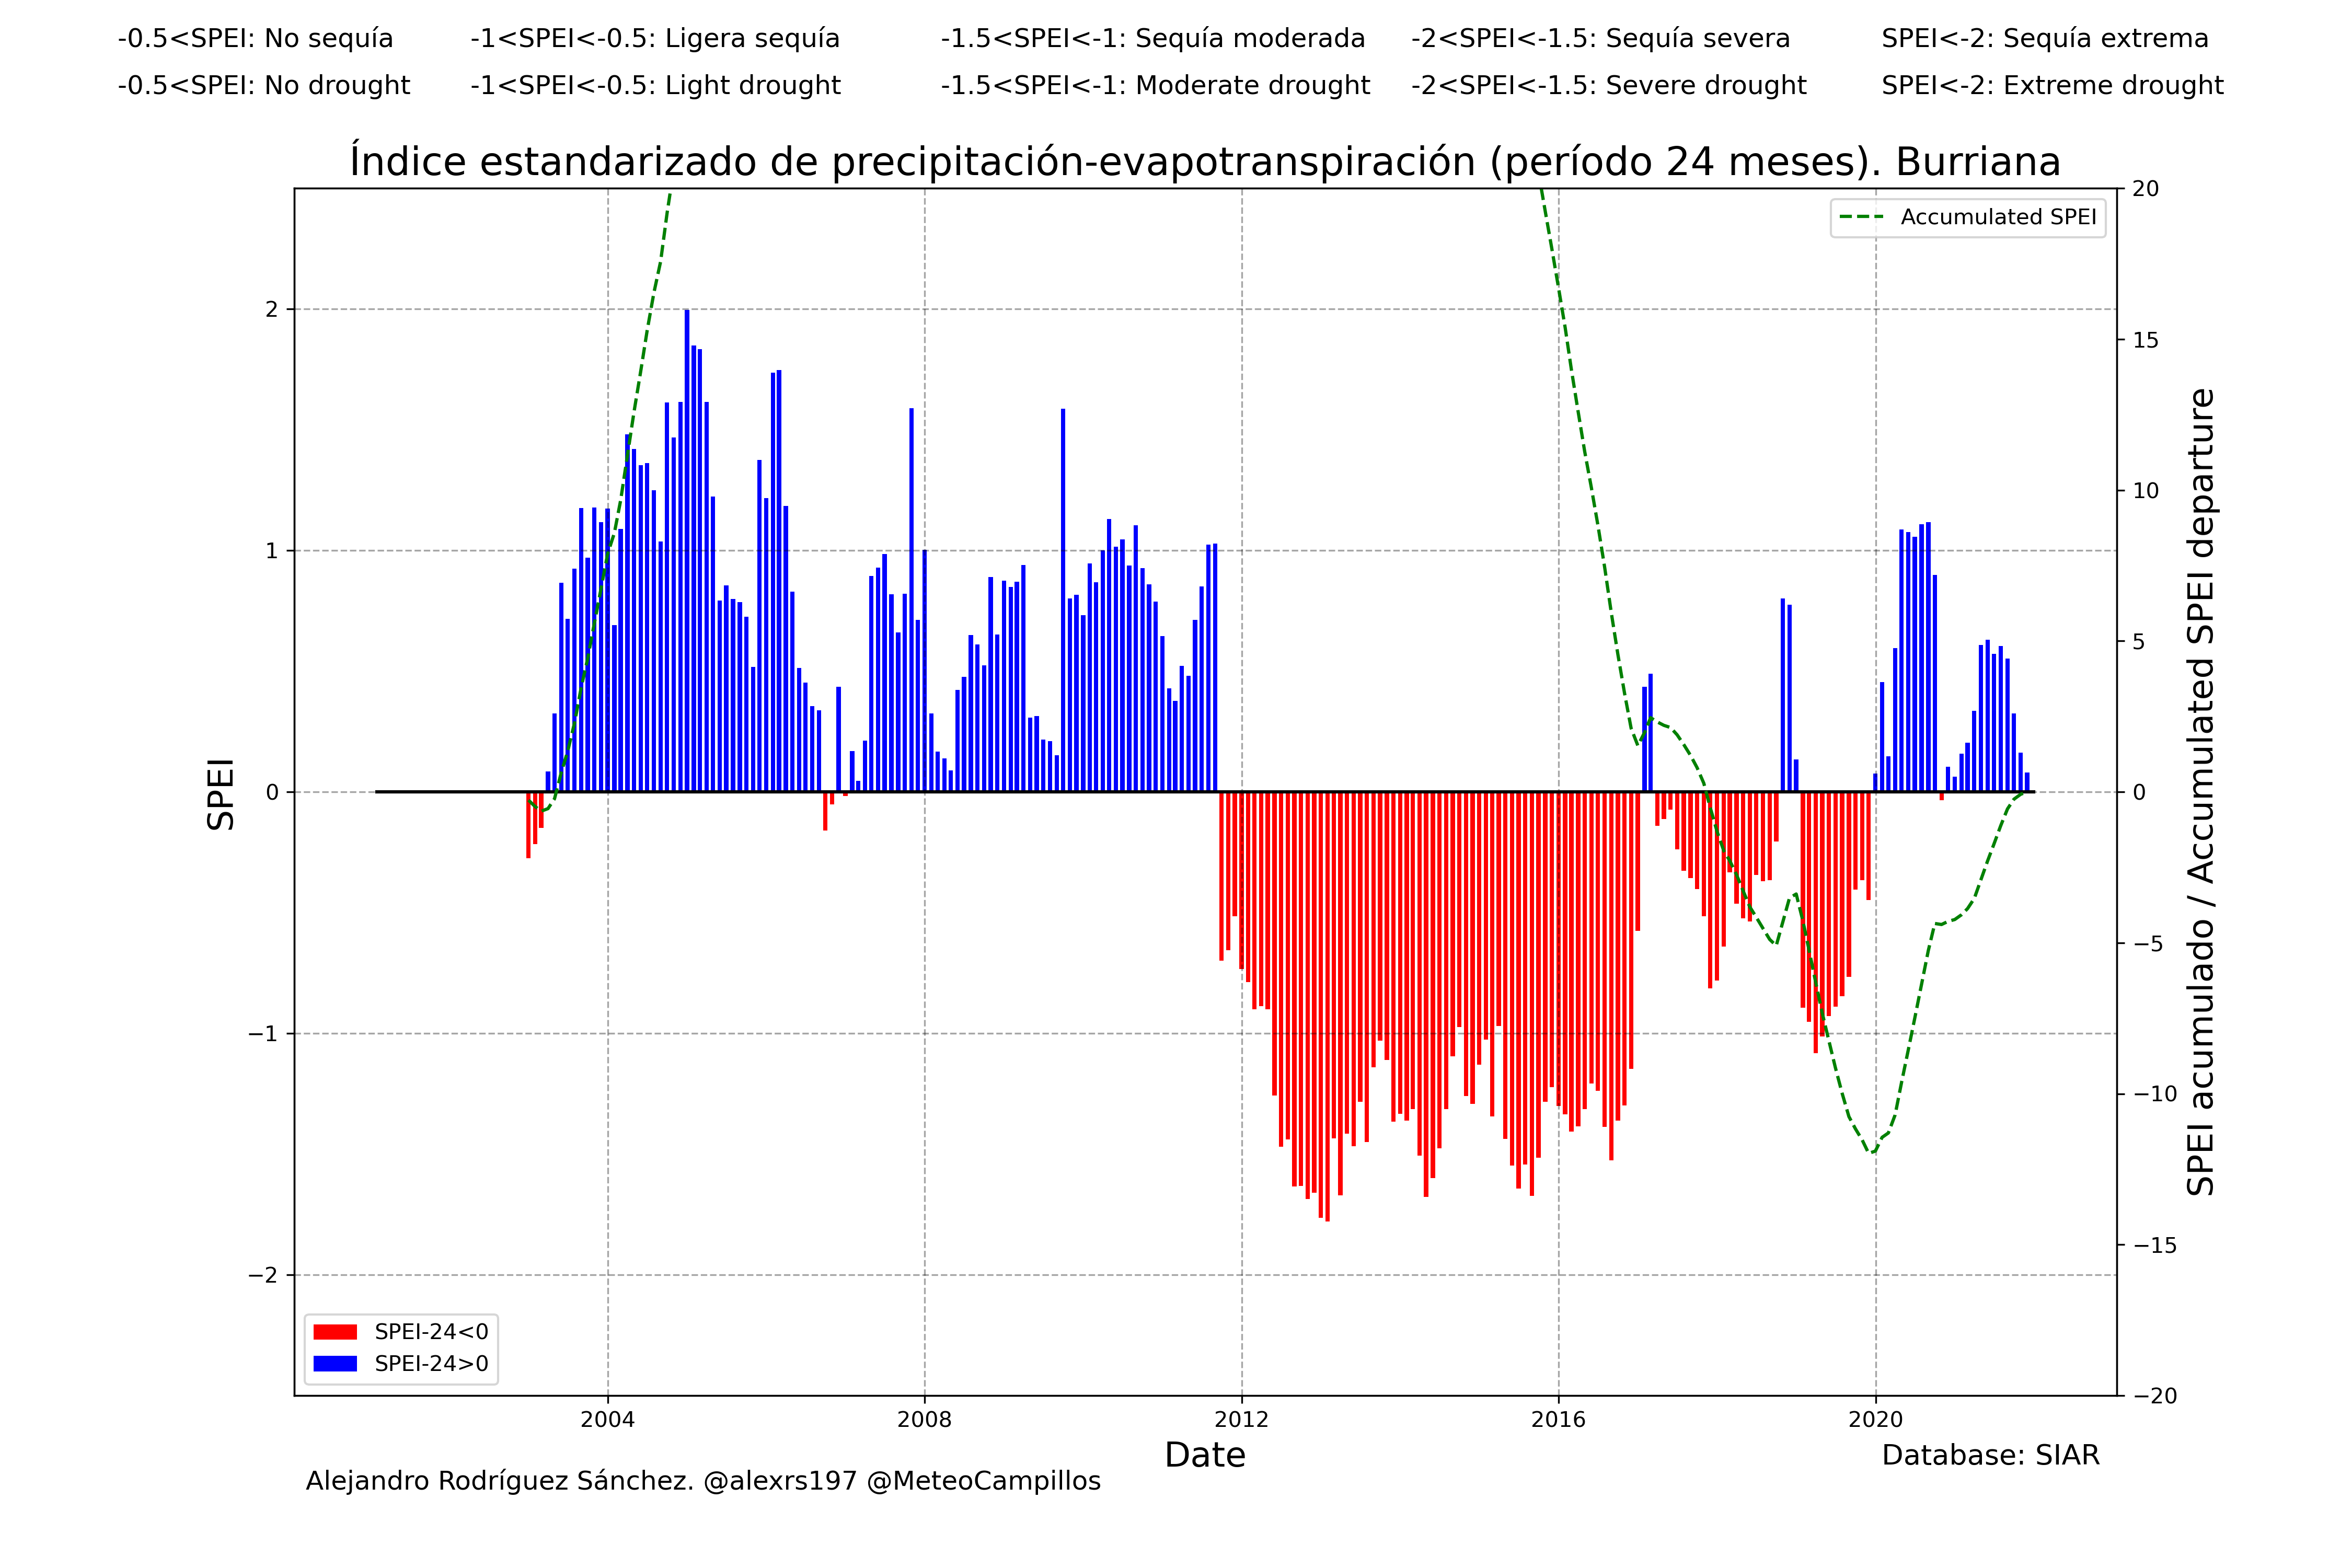 -0.5<SPEI: No sequía -1<SPEI<-0.5: Ligera sequía -1.5<SPEI<-1: Sequía moderada -2<SPEI<-1.5: Sequía severa SPEI<-2: Sequía extrema
-0.5<SPEI: No drought -1<SPEI<-0.5: Light drought -1.5<SPEI<-1: Moderate drought -2<SPEI<-1.5: Severe drought SPEI<-2: Extreme drought
Índice estandarizado de precipitación-evapotranspiración (período 24 meses). Burriana
Accumulated SPEI
SPEI
2
1
0
−1
−2
20
15
10
5
0
−5
−10
−15
−20
SPEI acumulado / Accumulated SPEI departure
SPEI-24<0
SPEI-24>0
2004 2008 2012 2016 2020
Date
Database: SIAR
Alejandro Rodríguez Sánchez. @alexrs197 @MeteoCampillos